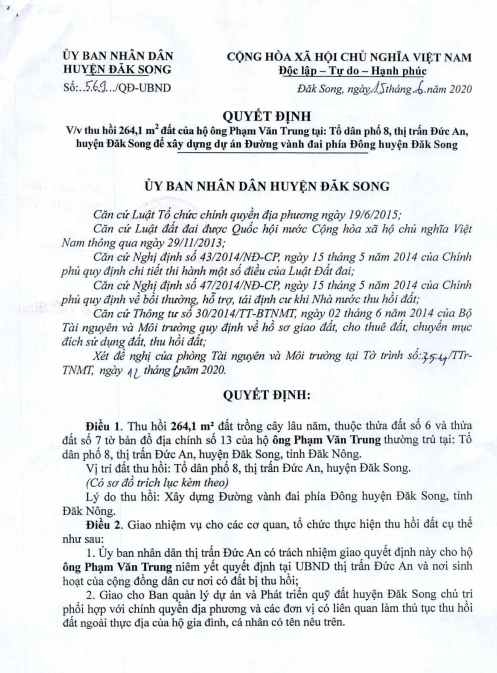 ỦY BAN NHÂN DÂN
HUYỆN ĐĂK SONG
CỘNG HÒA XÃ HỘI CHỦ NGHĨA VIỆT NAM
Độc lập – Tự do – Hạnh phúc
Số:..569../QĐ-UBND
Đăk Song, ngày 15 tháng 6 năm 2020
QUYẾT ĐỊNH
V/v thu hồi 264,1 m² đất của hộ ông Phạm Văn Trung tại: Tổ dân phố 8, thị trấn Đức An,
huyện Đăk Song để xây dựng dự án Đường vành đai phía Đông huyện Đăk Song
ỦY BAN NHÂN DÂN HUYỆN ĐĂK SONG
Căn cứ Luật Tổ chức chính quyền địa phương ngày 19/6/2015;
Căn cứ Luật đất đai được Quốc hội nước Cộng hòa xã hộ chủ nghĩa Việt
Nam thông qua ngày 29/11/2013;
Căn cứ Nghị định số 43/2014/NĐ-CP, ngày 15 tháng 5 năm 2014 của Chính
phủ quy định chi tiết thi hành một số điều của Luật Đất đai;
Căn cứ Nghị định số 47/2014/NĐ-CP, ngày 15 tháng 5 năm 2014 của Chính
phủ quy định về bồi thường, hỗ trợ, tái định cư khi Nhà nước thu hồi đất;
Căn cứ Thông tư số 30/2014/TT-BTNMT, ngày 02 tháng 6 năm 2014 của Bộ
Tài nguyên và Môi trường quy định về hồ sơ giao đất, cho thuê đất, chuyển mục
đích sử dụng đất, thu hồi đất;
Xét đề nghị của phòng Tài nguyên và Môi trường tại Tờ trình số: /TTr-
TNMT, ngày 12 tháng 6 năm 2020.
QUYẾT ĐỊNH:
Điều 1. Thu hồi 264,1 m² đất trồng cây lâu năm, thuộc thửa đất số 6 và thửa
đất số 7 tờ bản đồ địa chính số 13 của hộ ông Phạm Văn Trung thường trú tại: Tổ
dân phố 8, thị trấn Đức An, huyện Đăk Song, tỉnh Đăk Nông.
Vị trí đất thu hồi: Tổ dân phố 8, thị trấn Đức An, huyện Đăk Song.
(Có sơ đồ trích lục kèm theo)
Lý do thu hồi: Xây dựng Đường vành đai phía Đông huyện Đăk Song, tỉnh
Đăk Nông.
Điều 2. Giao nhiệm vụ cho các cơ quan, tổ chức thực hiện thu hồi đất cụ thể
như sau:
1. Ủy ban nhân dân thị trấn Đức An có trách nhiệm giao quyết định này cho hộ
ông Phạm Văn Trung niêm yết quyết định tại UBND thị trấn Đức An và nơi sinh
hoạt của cộng đồng dân cư nơi có đất bị thu hồi;
2. Giao cho Ban quản lý dự án và Phát triển quỹ đất huyện Đăk Song chủ trì
phối hợp với chính quyền địa phương và các đơn vị có liên quan làm thủ tục thu hồi
đất ngoài thực địa của hộ gia đình, cá nhân có tên nêu trên.